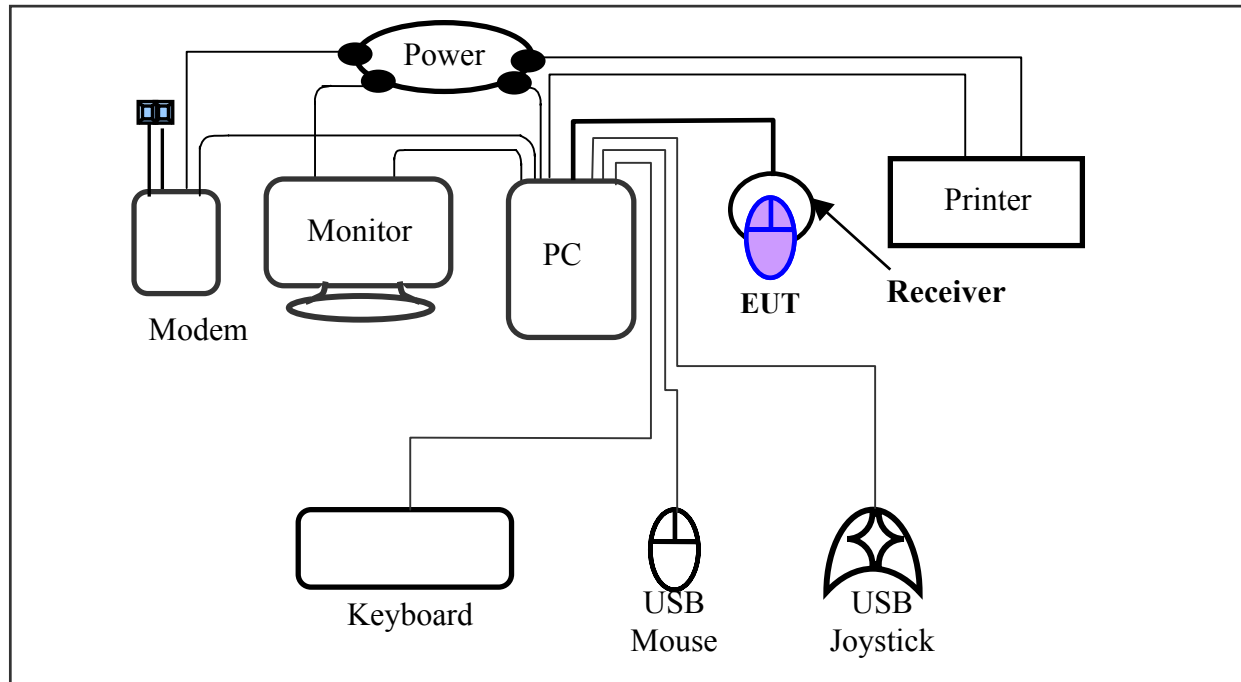 Power
Monitor
PC
Printer
EUT
Receiver
Modem
Keyboard
USB
Mouse
USB
Joystick